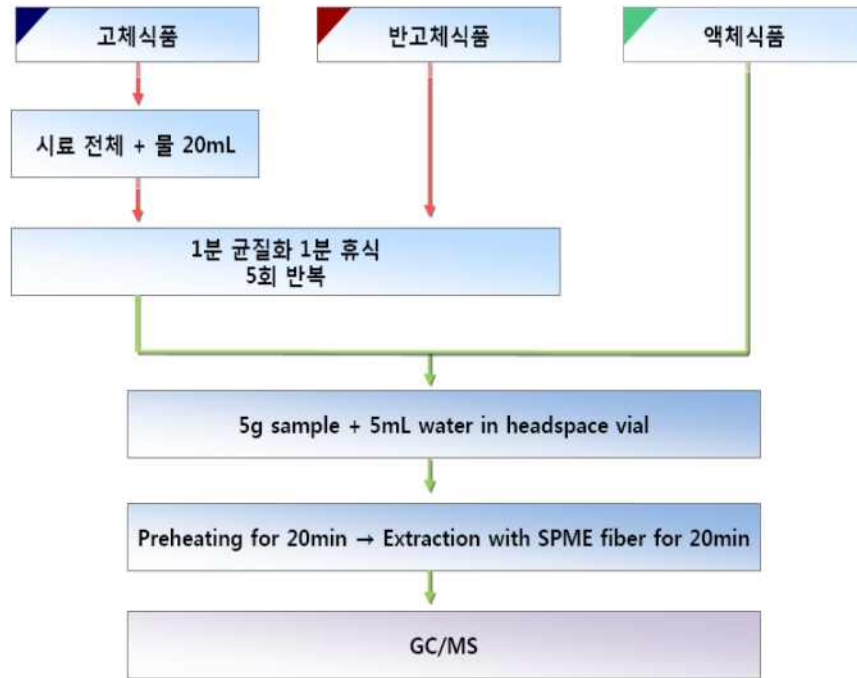 고체식품
반고체식품
액체식품
시료 전체 + 물 20mL
1분 균질화 1분 휴식
5회 반복
5g sample + 5mL water in headspace vial
Preheating for 20min → Extraction with SPME fiber for 20min
GC/MS